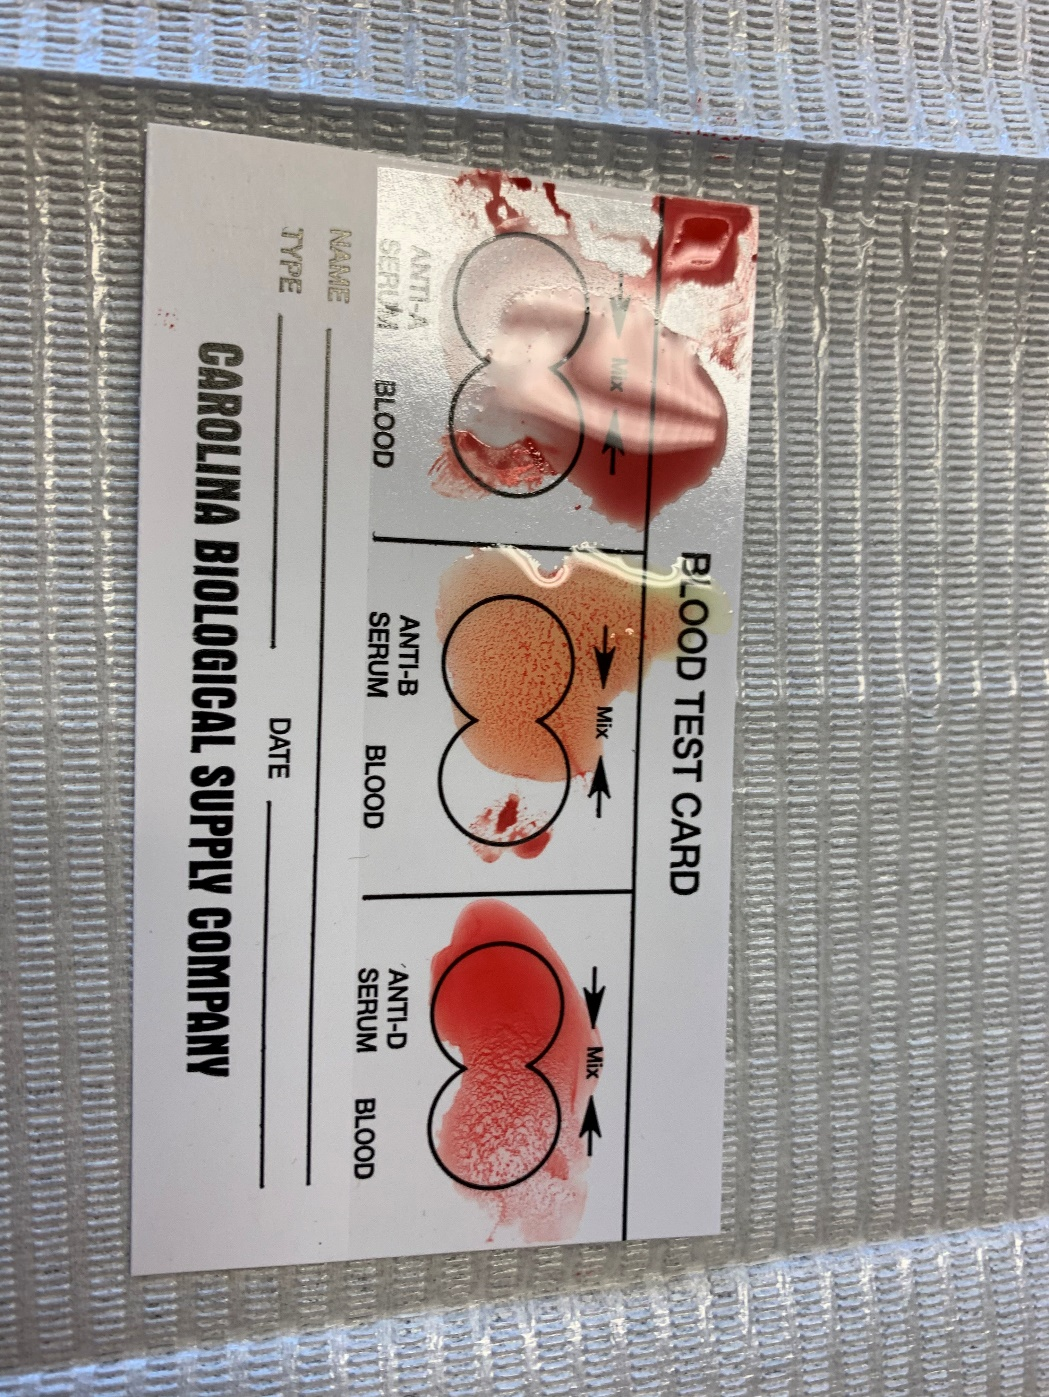 BLOOD TEST CARD
Mix
Mix
Mix
ANTI-A
SERUM
BLOOD
ANTI-B
SERUM
BLOOD
ANTI-D
SERUM
BLOOD
NAME
TYPE DATE
CAROLINA BIOLOGICAL SUPPLY COMPANY